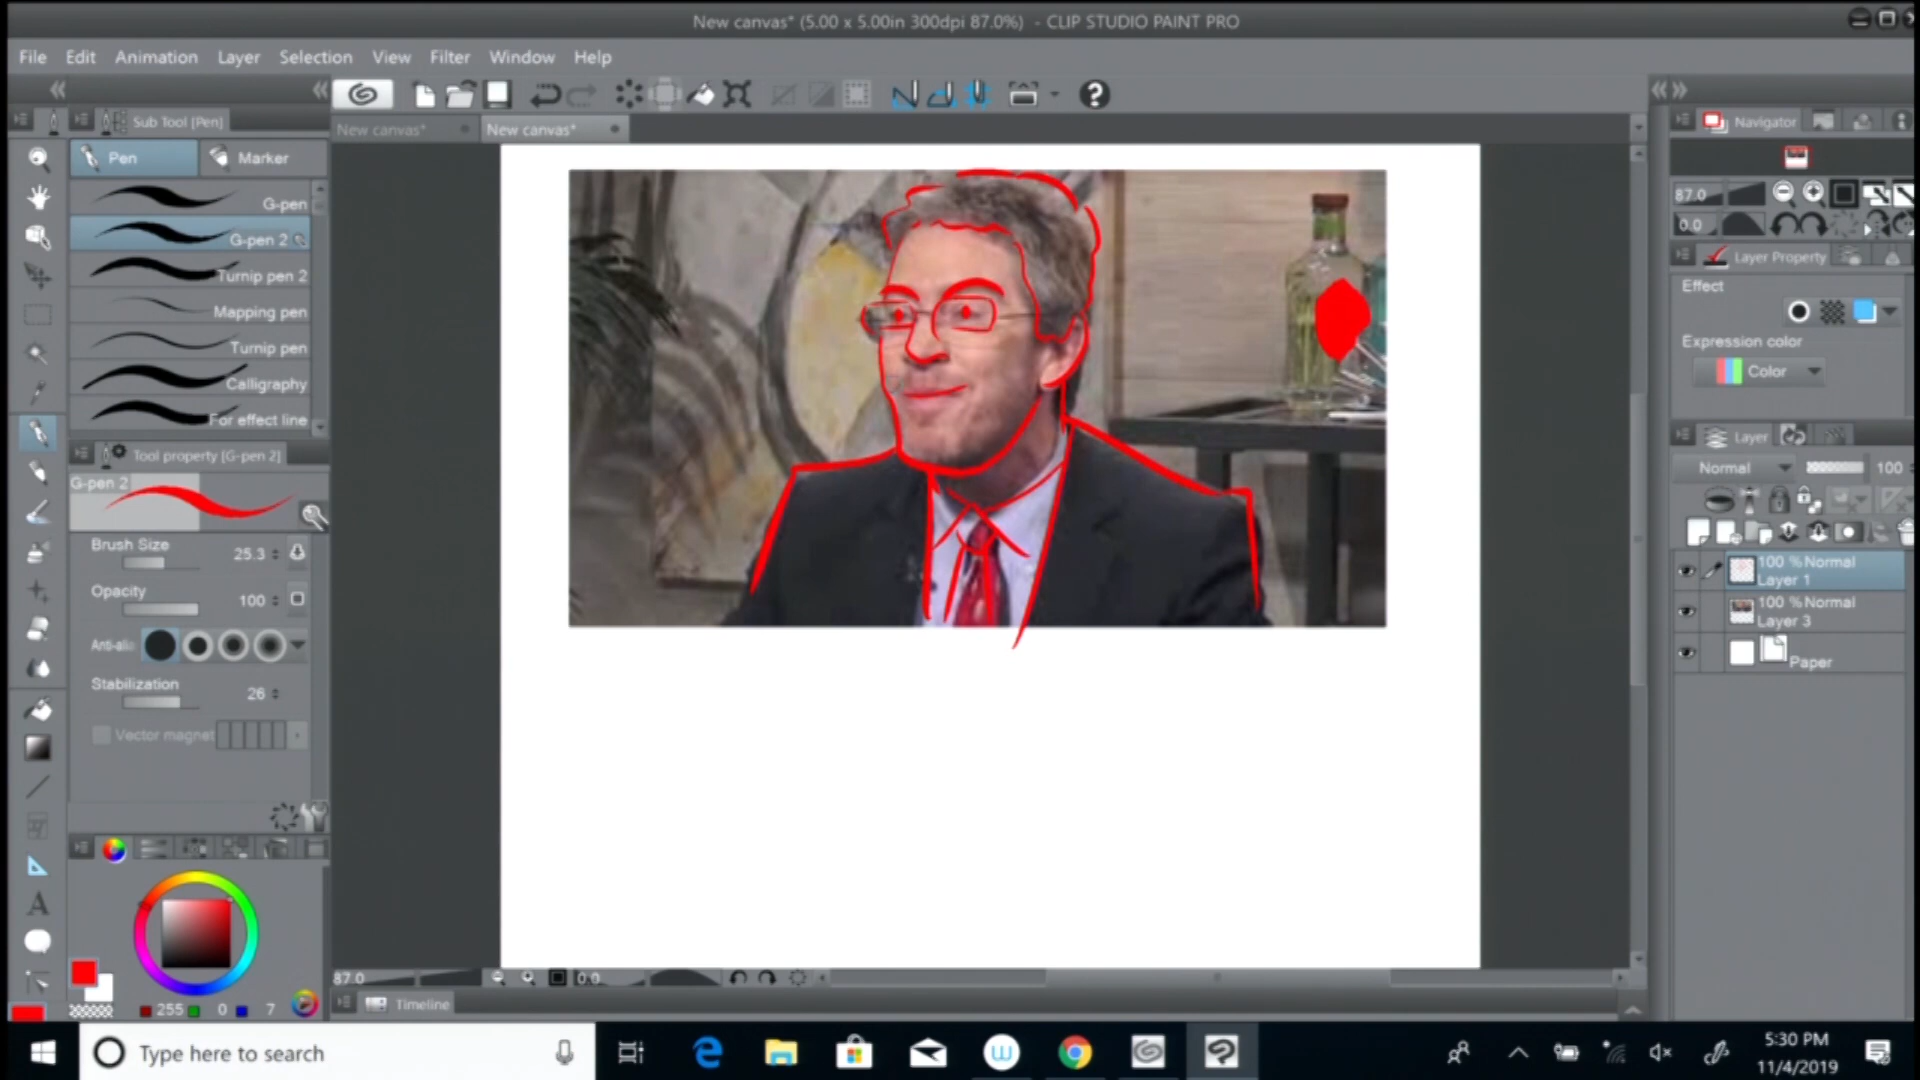 New canvas* (5.00 x 5.00in 300dpi 87.0%) - CLIP STUDIO PAINT PRO
File Edit Animation Layer Selection View Filter Window Help
New canvas* New canvas*
Sub Tool [Pen]
Pen Marker
G-pen
G-pen 2
Turnip pen 2
Mapping pen
Turnip pen
Calligraphy
For effect line
Tool property [G-pen 2]
G-pen 2
Brush Size 25.3
Opacity 100
Anti-alia
Stabilization 26
Vector magnet
255 0 7
87.0 0.0
Timeline
Navigator
87.0
0.0
Layer Property
Effect
Expression color
Color
Layer
Normal 100
100 %Normal
Layer 1
100 %Normal
Layer 3
Paper
Type here to search
5:30 PM
11/4/2019